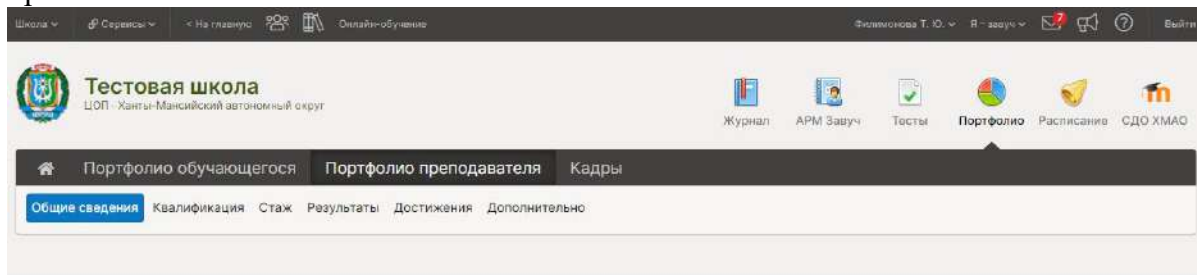 Школа Сервисы < На главную Онлайн-обучение Филимонова Т. Ю. Я - завуч 7 Выйти
Тестовая школа
ЦОП - Ханты-Мансийский автономный округ
Журнал АРМ Завуч Тесты Портфолио Расписание СДО ХМАО
Портфолио обучающегося Портфолио преподавателя Кадры
Общие сведения Квалификация Стаж Результаты Достижения Дополнительно